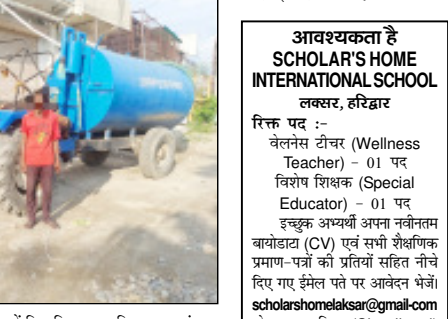 आवश्यकता है
SCHOLAR'S HOME
INTERNATIONAL SCHOOL
लक्सर, हरिद्वार
रिक्त पद :-
वेलनेस टीचर (Wellness
Teacher) - 01 पद
विशेष शिक्षक (Special
Educator) - 01 पद
इच्छुक अभ्यर्थी अपना नवीनतम
बायोडाटा (CV) एवं सभी शैक्षणिक
प्रमाण-पत्रों की प्रतियों सहित नीचे
दिए गए ईमेल पते पर आवेदन भेजें।
scholarshomelaksar@gmail-com